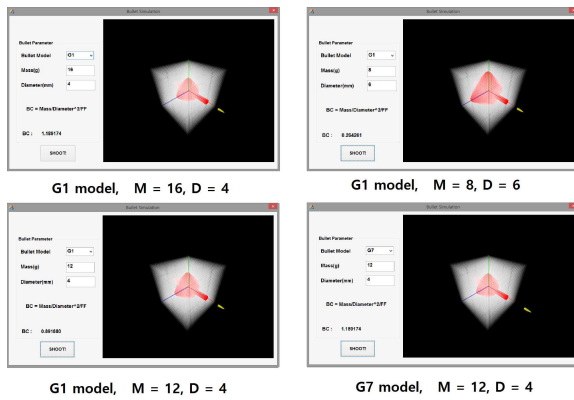 Bullet Simulation
Bullet Parameter
Bullet Model G1
Mass(g) 16
Diameter(mm) 4
BC = Mass/Diameter^2/FF
BC : 1.189174
SHOOT!
G1 model, M = 16, D = 4
Bullet Simulation
Bullet Parameter
Bullet Model G1
Mass(g) 8
Diameter(mm) 6
BC = Mass/Diameter^2/FF
BC : 0.264261
SHOOT!
G1 model, M = 8, D = 6
Bullet Simulation
Bullet Parameter
Bullet Model G1
Mass(g) 12
Diameter(mm) 4
BC = Mass/Diameter^2/FF
BC : 0.891880
SHOOT!
G1 model, M = 12, D = 4
Bullet Simulation
Bullet Parameter
Bullet Model G7
Mass(g) 12
Diameter(mm) 4
BC = Mass/Diameter^2/FF
BC : 1.189174
SHOOT!
G7 model, M = 12, D = 4